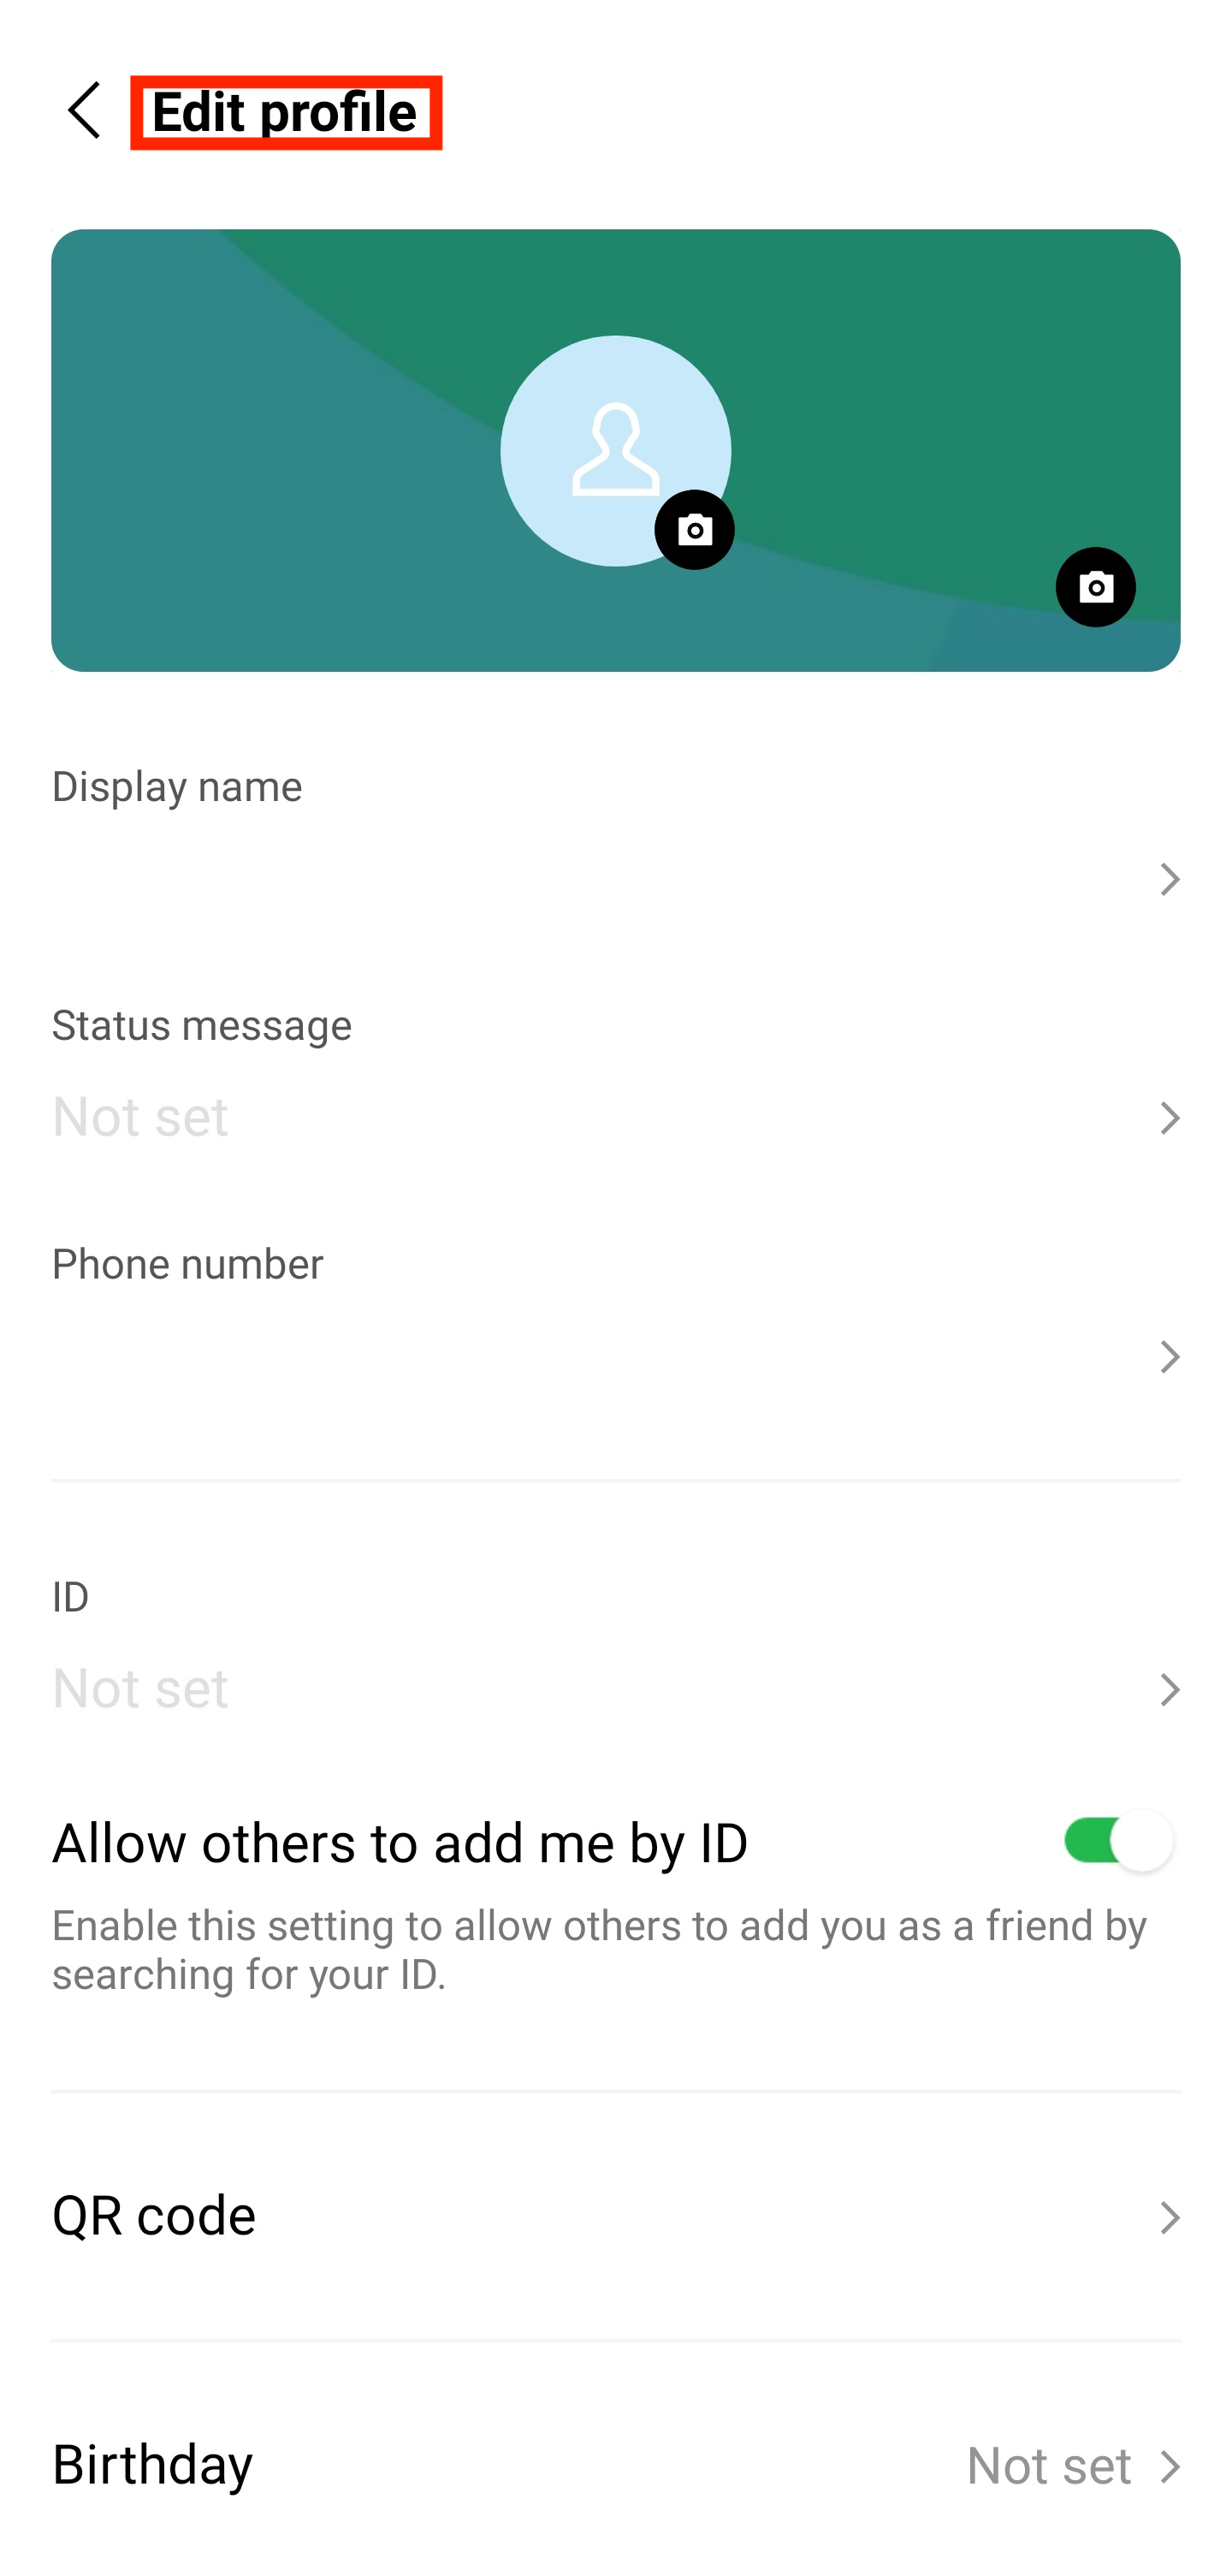 Edit profile
Display name
Status message
Not set
Phone number
ID
Not set
Allow others to add me by ID
Enable this setting to allow others to add you as a friend by
searching for your ID.
QR code
Birthday Not set